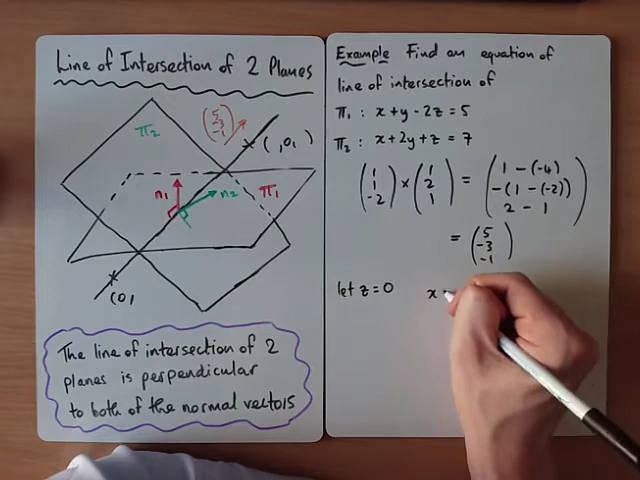 Line of Intersection of 2 Planes
π2
(5 -3 -1)
( ,0, )
n1
n2
π1
(0,
The line of intersection of 2
planes is perpendicular
to both of the normal vectors
Example Find an equation of
line of intersection of
π1 : x+y-2z=5
π2 : x+2y+z=7
(1 1 -2) × (1 2 1) = (1-(-4) -(1-(-2)) 2-1)
= (5 -3 -1)
let z=0 x